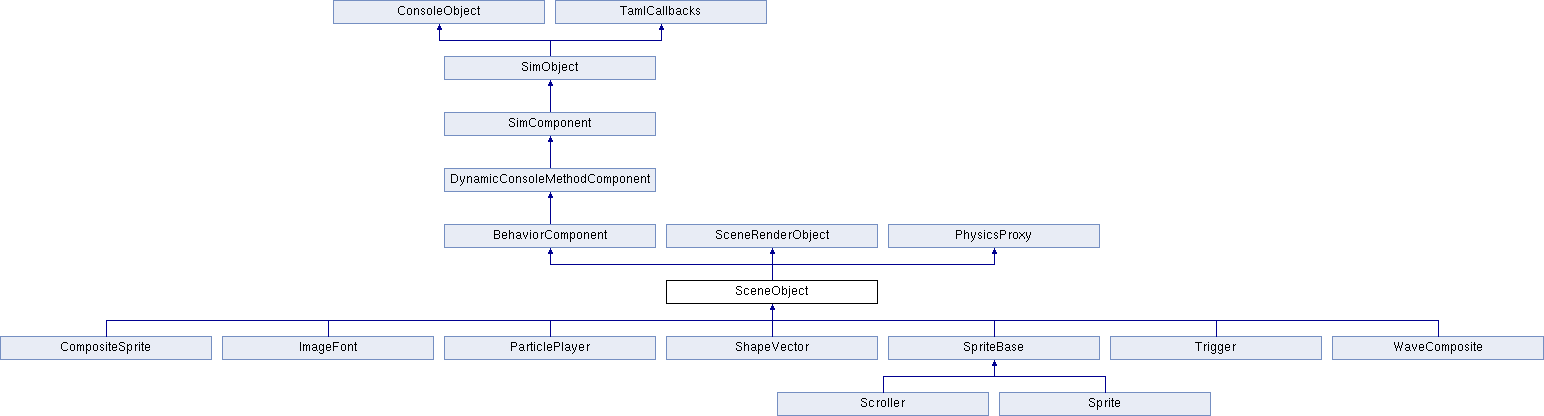 ConsoleObject
TamlCallbacks
SimObject
SimComponent
DynamicConsoleMethodComponent
BehaviorComponent
SceneRenderObject
PhysicsProxy
SceneObject
CompositeSprite
ImageFont
ParticlePlayer
ShapeVector
SpriteBase
Trigger
WaveComposite
Scroller
Sprite